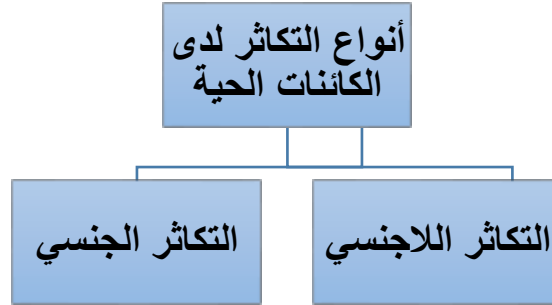 أنواع التكاثر لدى
الكائنات الحية
التكاثر اللاجنسي
التكاثر الجنسي